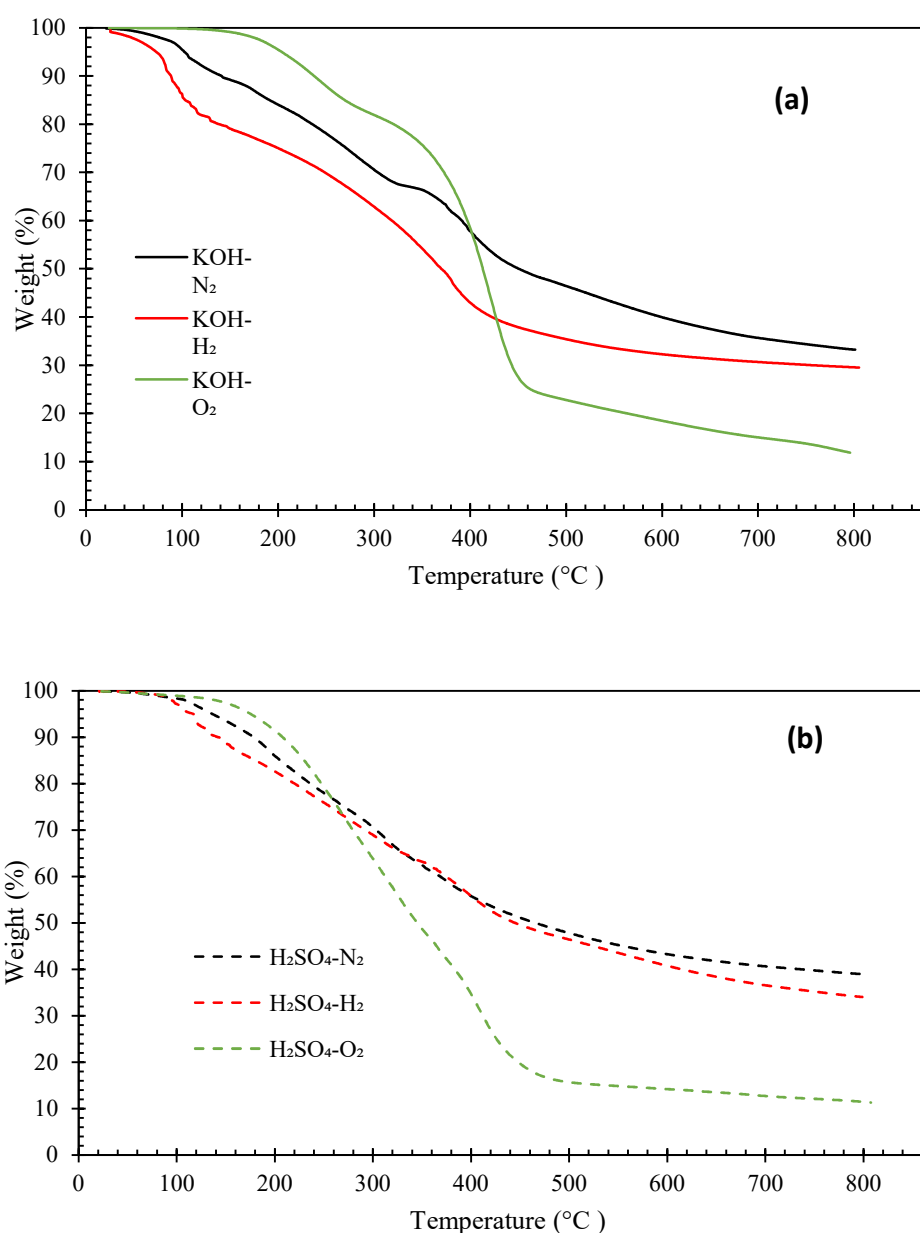 100
(a)
90
80
70
60
50
40
30
20
10
0
Weight (%)
KOH-
N₂
KOH-
H₂
KOH-
O₂
0 100 200 300 400 500 600 700 800
Temperature (°C )
100
(b)
90
80
70
60
50
40
30
20
10
0
Weight (%)
H₂SO₄-N₂
H₂SO₄-H₂
H₂SO₄-O₂
0 100 200 300 400 500 600 700 800
Temperature (°C )